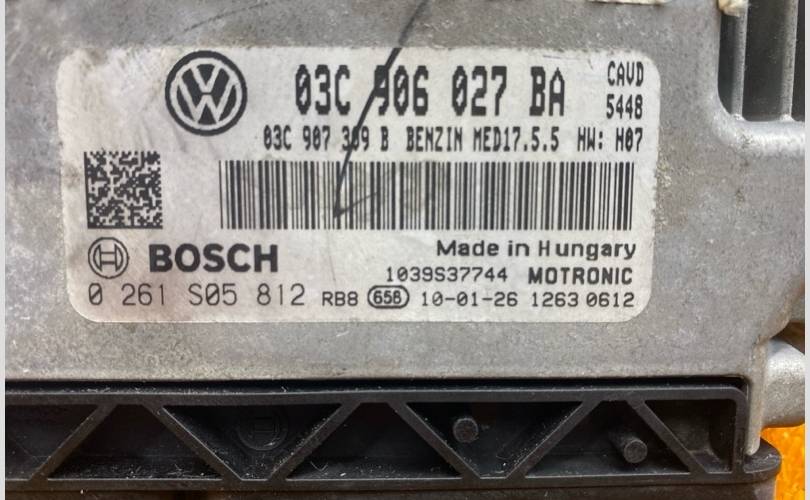 03C 906 027 BA CAVD
5448
03C 907 309 B BENZIN MED17.5.5 HW: H07
BOSCH
Made in Hungary
1039S37744 MOTRONIC
0 261 S05 812 RB8 656 10-01-26 1263 0612